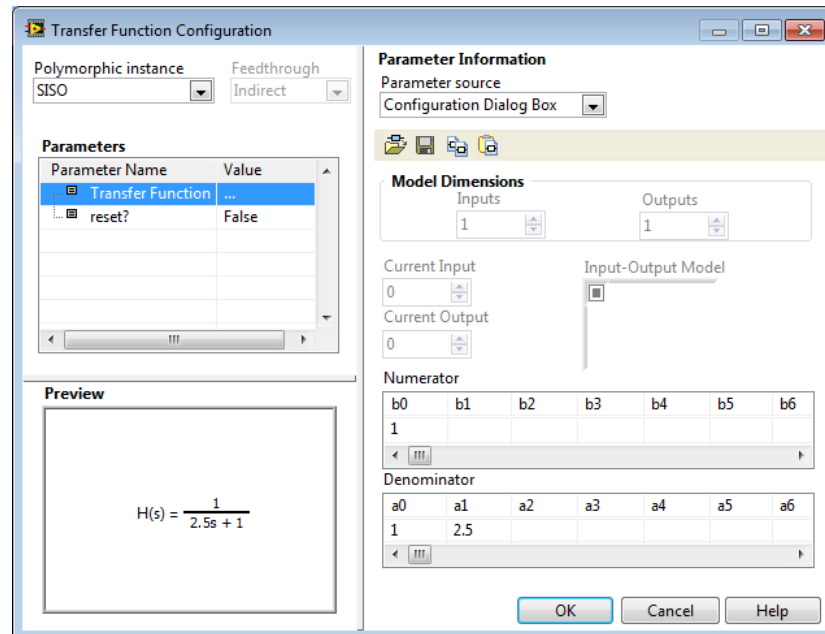 Transfer Function Configuration
Polymorphic instance Feedthrough
SISO Indirect
Parameters
Parameter Name Value
Transfer Function ...
reset? False
Preview
H(s) = 1
2.5s + 1
Parameter Information
Parameter source
Configuration Dialog Box
Model Dimensions
Inputs Outputs
1 1
Current Input Input-Output Model
0
Current Output
0
Numerator
b0 b1 b2 b3 b4 b5 b6
1
Denominator
a0 a1 a2 a3 a4 a5 a6
1 2.5
OK Cancel Help